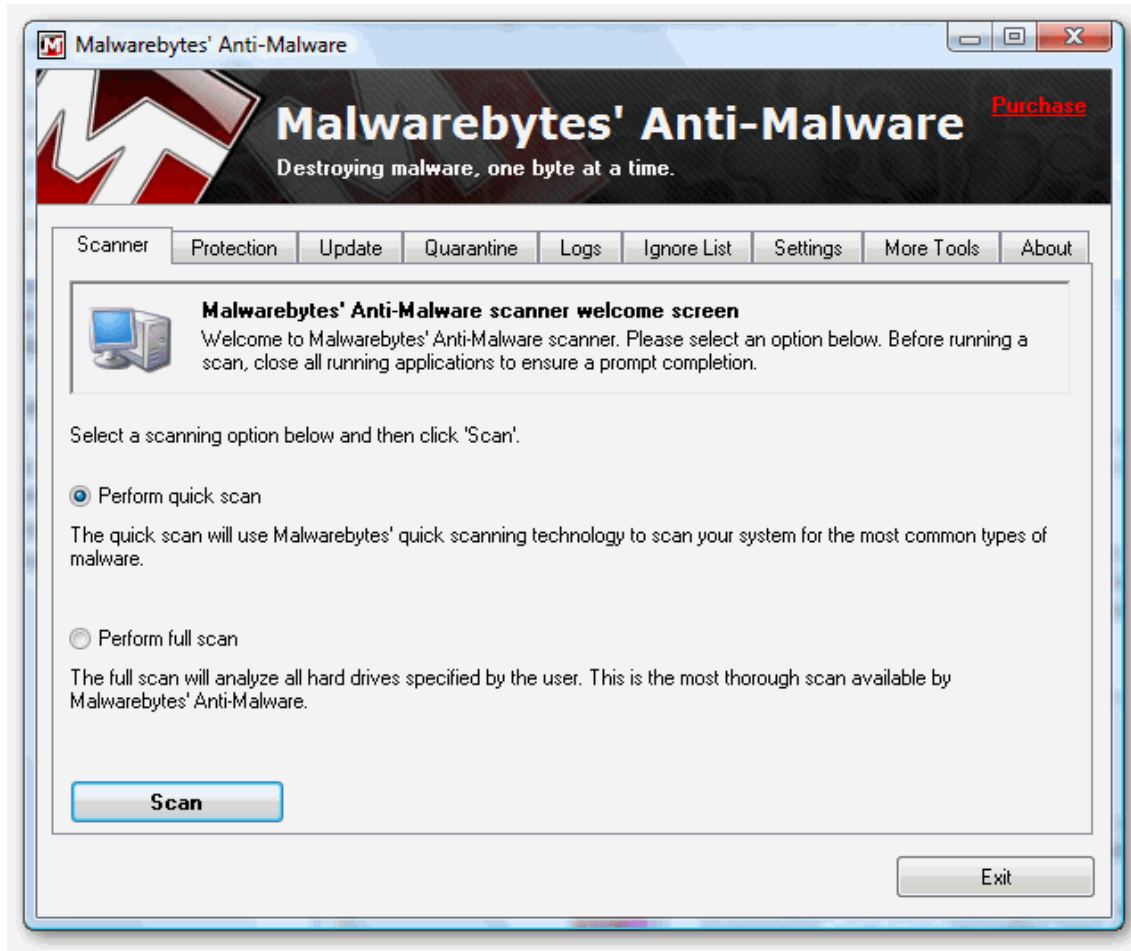 Malwarebytes' Anti-Malware
Malwarebytes' Anti-Malware
Purchase
Destroying malware, one byte at a time.
Scanner Protection Update Quarantine Logs Ignore List Settings More Tools About
Malwarebytes' Anti-Malware scanner welcome screen
Welcome to Malwarebytes' Anti-Malware scanner. Please select an option below. Before running a
scan, close all running applications to ensure a prompt completion.
Select a scanning option below and then click 'Scan'.
Perform quick scan
The quick scan will use Malwarebytes' quick scanning technology to scan your system for the most common types of
malware.
Perform full scan
The full scan will analyze all hard drives specified by the user. This is the most thorough scan available by
Malwarebytes' Anti-Malware.
Scan
Exit